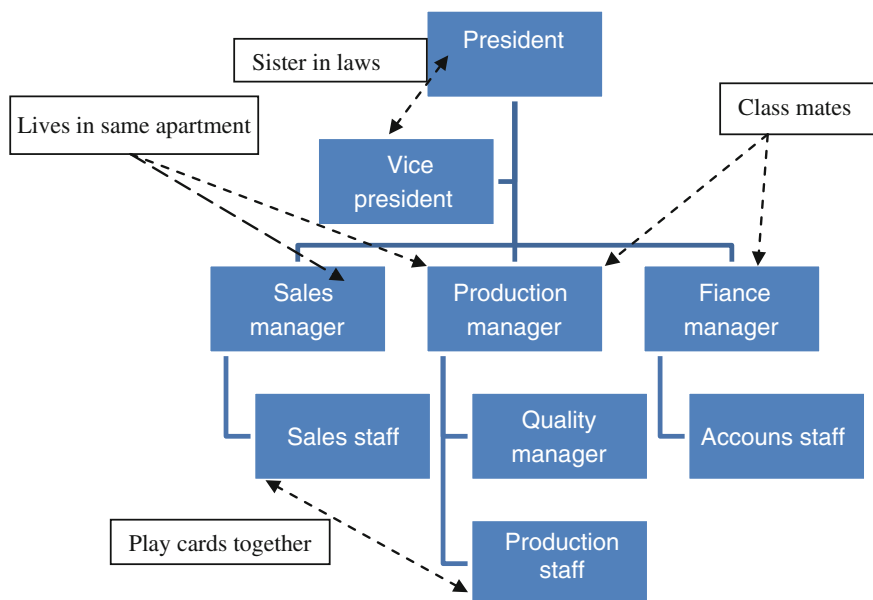 President
Sister in laws
Class mates
Lives in same apartment
Vice
president
Sales
manager
Production
manager
Fiance
manager
Sales staff
Quality
manager
Accouns staff
Play cards together
Production
staff